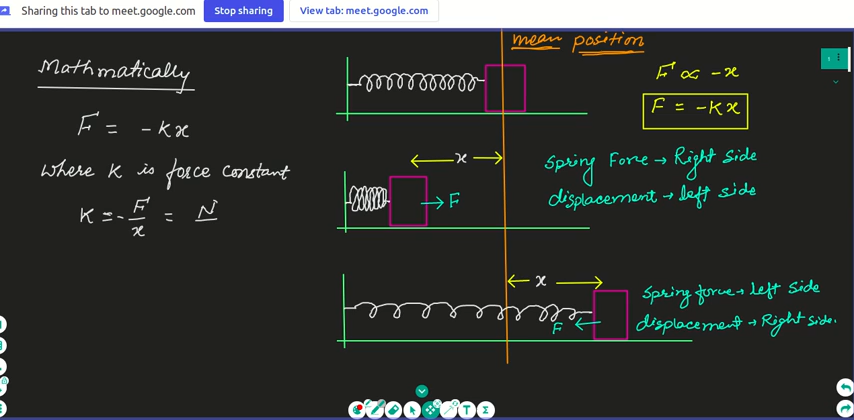 Sharing this tab to meet.google.com
Stop sharing
View tab: meet.google.com
mean position
Mathmatically
F = -Kx
where K is force constant
K = - F/x = N
x
F
x
F
F ∝ -x
F = -Kx
Spring Force → Right side
displacement → left side
Spring force → left side
displacement → Right side.
1
T
Σ